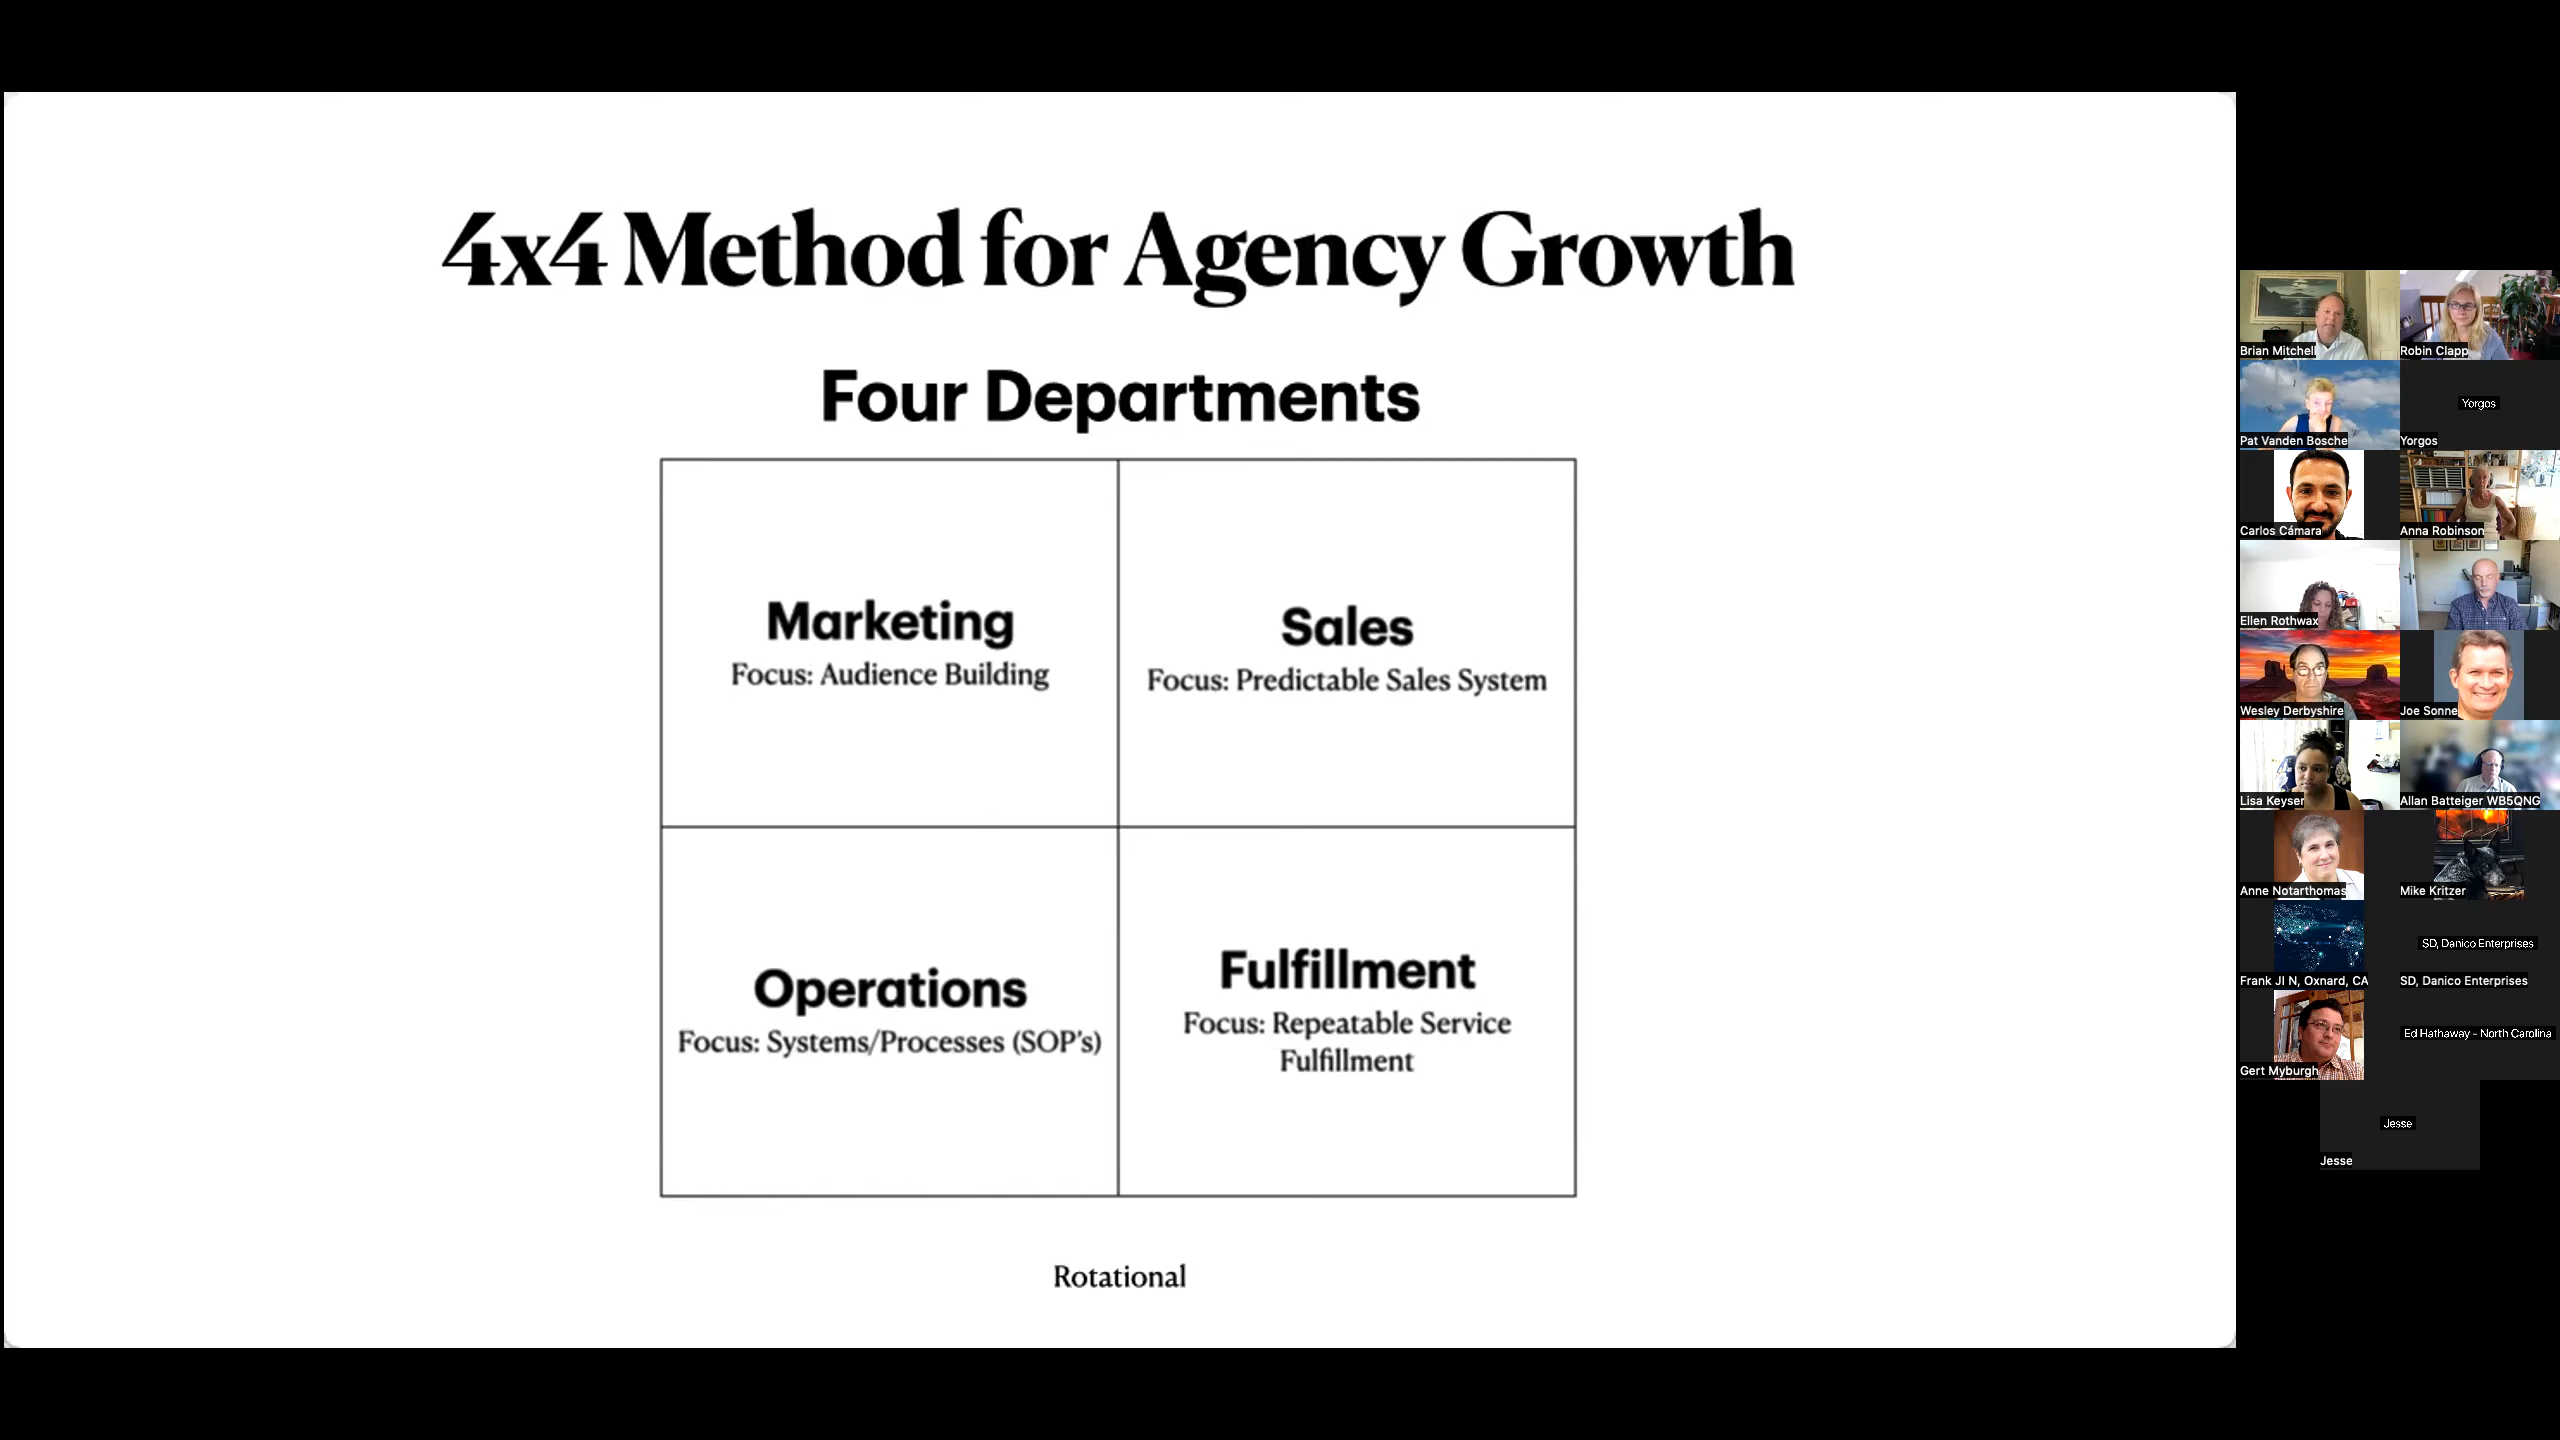 4x4 Method for Agency Growth
Four Departments
Marketing
Focus: Audience Building
Sales
Focus: Predictable Sales System
Operations
Focus: Systems/Processes (SOP's)
Fulfillment
Focus: Repeatable Service
Fulfillment
Rotational
Brian Mitchell
Robin Clapp
Pat Vanden Bosche
Yorgos
Yorgos
Carlos Cámara
Anna Robinson
Ellen Rothwax
Wesley Derbyshire
Joe Sonne
Lisa Keyser
Allan Batteiger WB5QNG
Anne Notarthomas
Mike Kritzer
Frank JI N, Oxnard, CA
SD, Danico Enterprises
SD, Danico Enterprises
Gert Myburgh
Ed Hathaway - North Carolina
Jesse
Jesse